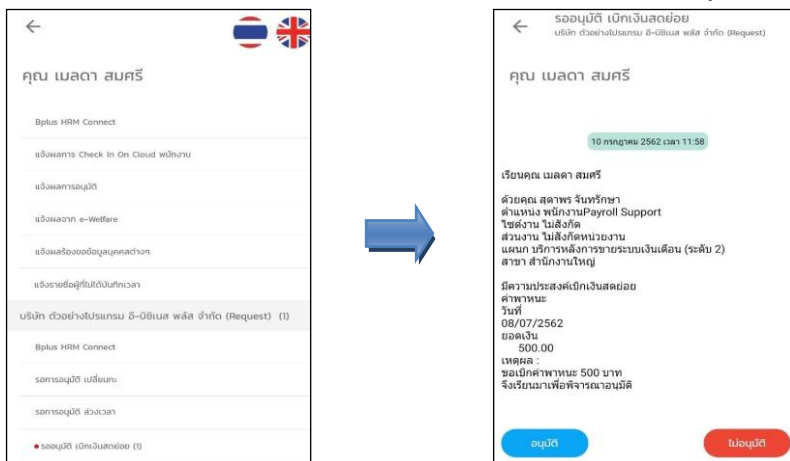 คุณ เมลดา สมศรี
Bplus HRM Connect
แจ้งผลการ Check In On Cloud พนักงาน
แจ้งผลการอนุมัติ
แจ้งผลจาก e-Welfare
แจ้งผลร้องขอข้อมูลบุคคลต่างๆ
แจ้งรายชื่อผู้ที่ไม่ได้บันทึกเวลา
บริษัท ตัวอย่างโปรแกรม อี-บิซิเนส พลัส จำกัด (Request) (1)
Bplus HRM Connect
รอการอนุมัติ เปลี่ยนกะ
รอการอนุมัติ ล่วงเวลา
รออนุมัติ เบิกเงินสดย่อย (1)
รออนุมัติ เบิกเงินสดย่อย
บริษัท ตัวอย่างโปรแกรม อี-บิซิเนส พลัส จำกัด (Request)
คุณ เมลดา สมศรี
10 กรกฎาคม 2562 เวลา 11:58
เรียนคุณ เมลดา สมศรี
ด้วยคุณ สุดาพร จันทรักษา
ตำแหน่ง พนักงานPayroll Support
ไซต์งาน ไม่สังกัด
ส่วนงาน ไม่สังกัดหน่วยงาน
แผนก บริการหลังการขายระบบเงินเดือน (ระดับ 2)
สาขา สำนักงานใหญ่
มีความประสงค์เบิกเงินสดย่อย
ค่าพาหนะ
วันที่
08/07/2562
ยอดเงิน
500.00
เหตุผล :
ขอเบิกค่าพาหนะ 500 บาท
จึงเรียนมาเพื่อพิจารณาอนุมัติ
อนุมัติ
ไม่อนุมัติ